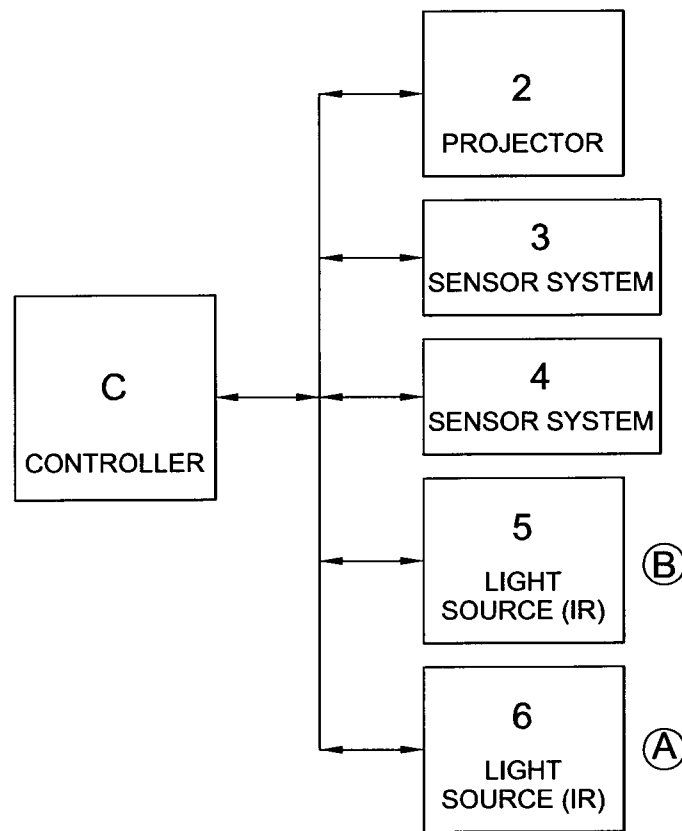 2
PROJECTOR
3
SENSOR SYSTEM
C
CONTROLLER
4
SENSOR SYSTEM
5
LIGHT
SOURCE (IR)
B
6
LIGHT
SOURCE (IR)
A